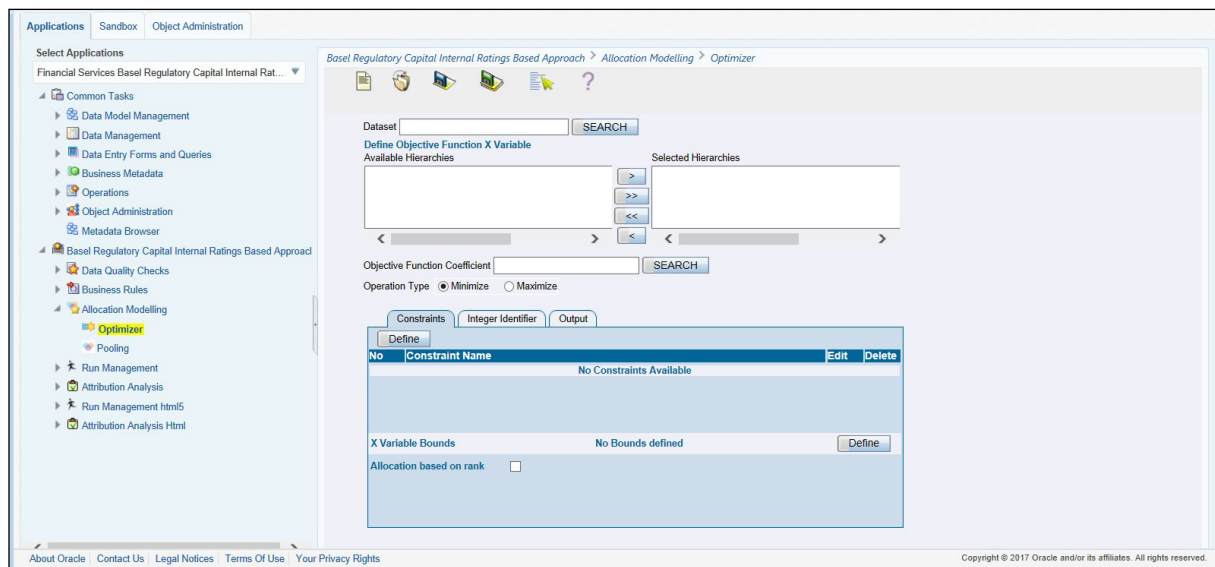 Applications Sandbox Object Administration
Select Applications
Financial Services Basel Regulatory Capital Internal Rat...
Common Tasks
Data Model Management
Data Management
Data Entry Forms and Queries
Business Metadata
Operations
Object Administration
Metadata Browser
Basel Regulatory Capital Internal Ratings Based Approacl
Data Quality Checks
Business Rules
Allocation Modelling
Optimizer
Pooling
Run Management
Attribution Analysis
Run Management html5
Attribution Analysis Html
Basel Regulatory Capital Internal Ratings Based Approach > Allocation Modelling > Optimizer
?
Dataset SEARCH
Define Objective Function X Variable
Available Hierarchies Selected Hierarchies
>
>>
<<
<
Objective Function Coefficient SEARCH
Operation Type Minimize Maximize
Constraints Integer Identifier Output
Define
No Constraint Name Edit Delete
No Constraints Available
X Variable Bounds No Bounds defined Define
Allocation based on rank
About Oracle Contact Us Legal Notices Terms Of Use Your Privacy Rights
Copyright © 2017 Oracle and/or its affiliates. All rights reserved.